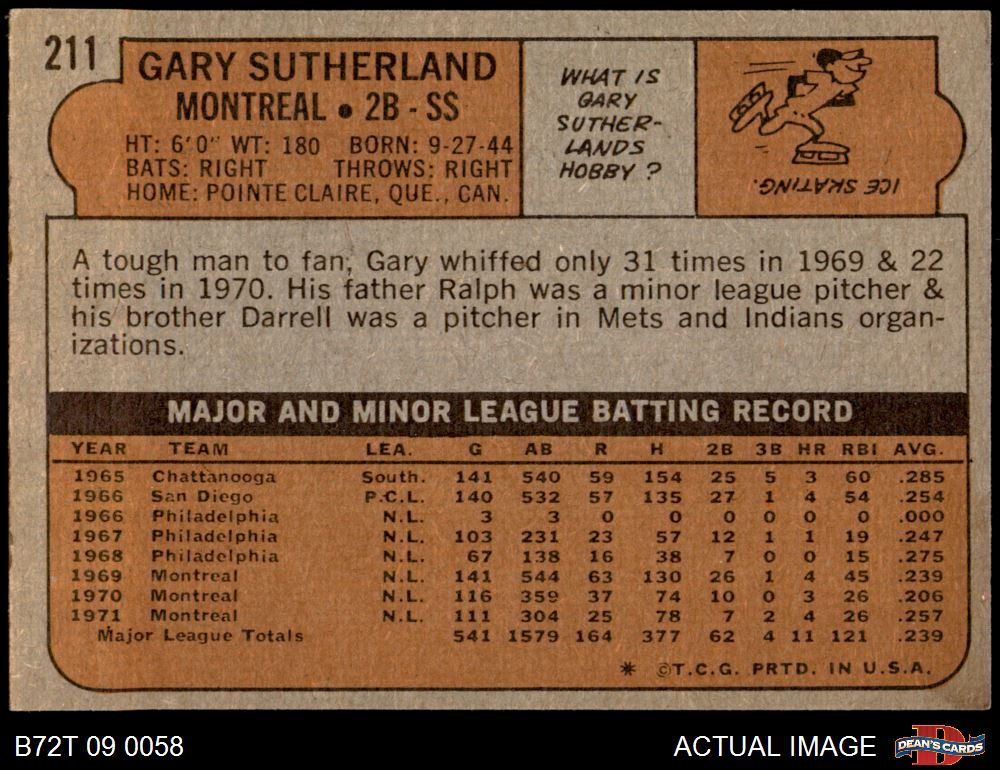 211
GARY SUTHERLAND
MONTREAL • 2B - SS
HT: 6'0" WT: 180 BORN: 9-27-44
BATS: RIGHT THROWS: RIGHT
HOME: POINTE CLAIRE, QUE., CAN.
WHAT IS
GARY
SUTHER-
LANDS
HOBBY ?
ICE SKATING.
A tough man to fan, Gary whiffed only 31 times in 1969 & 22
times in 1970. His father Ralph was a minor league pitcher &
his brother Darrell was a pitcher in Mets and Indians organ-
izations.
MAJOR AND MINOR LEAGUE BATTING RECORD
YEAR TEAM LEA. G AB R H 2B 3B HR RBI AVG.
1965 Chattanooga South. 141 540 59 154 25 5 3 60 .285
1966 San Diego P.C.L. 140 532 57 135 27 1 4 54 .254
1966 Philadelphia N.L. 3 3 0 0 0 0 0 0 .000
1967 Philadelphia N.L. 103 231 23 57 12 1 1 19 .247
1968 Philadelphia N.L. 67 138 16 38 7 0 0 15 .275
1969 Montreal N.L. 141 544 63 130 26 1 4 45 .239
1970 Montreal N.L. 116 359 37 74 10 0 3 26 .206
1971 Montreal N.L. 111 304 25 78 7 2 4 26 .257
Major League Totals 541 1579 164 377 62 4 11 121 .239
* ©T.C.G. PRTD. IN U.S.A.
B72T 09 0058
ACTUAL IMAGE
DEAN'S CARDS